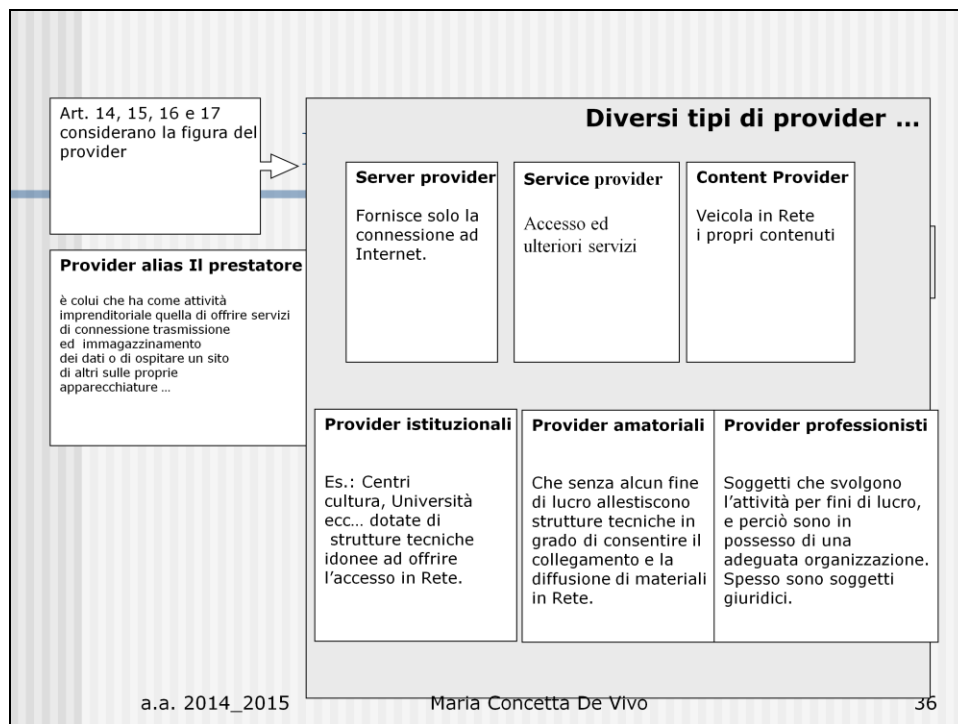 Art. 14, 15, 16 e 17
considerano la figura del
provider
Provider alias Il prestatore
è colui che ha come attività
imprenditoriale quella di offrire servizi
di connessione trasmissione
ed immagazzinamento
dei dati o di ospitare un sito
di altri sulle proprie
apparecchiature …
Diversi tipi di provider …
Server provider
Fornisce solo la
connessione ad
Internet.
Service provider
Accesso ed
ulteriori servizi
Content Provider
Veicola in Rete
i propri contenuti
Provider istituzionali
Es.: Centri
cultura, Università
ecc… dotate di
strutture tecniche
idonee ad offrire
l’accesso in Rete.
Provider amatoriali
Che senza alcun fine
di lucro allestiscono
strutture tecniche in
grado di consentire il
collegamento e la
diffusione di materiali
in Rete.
Provider professionisti
Soggetti che svolgono
l’attività per fini di lucro,
e perciò sono in
possesso di una
adeguata organizzazione.
Spesso sono soggetti
giuridici.
a.a. 2014_2015
Maria Concetta De Vivo
36